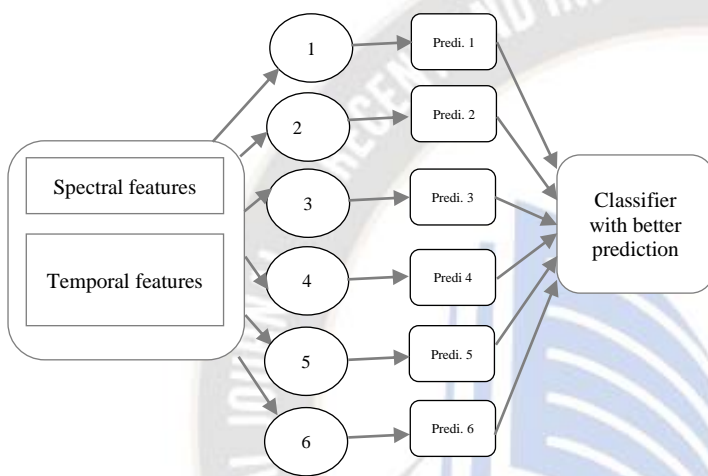 1
Predi. 1
2
Predi. 2
Spectral features
3
Predi. 3
Classifier
with better
prediction
Temporal features
4
Predi 4
5
Predi. 5
6
Predi. 6